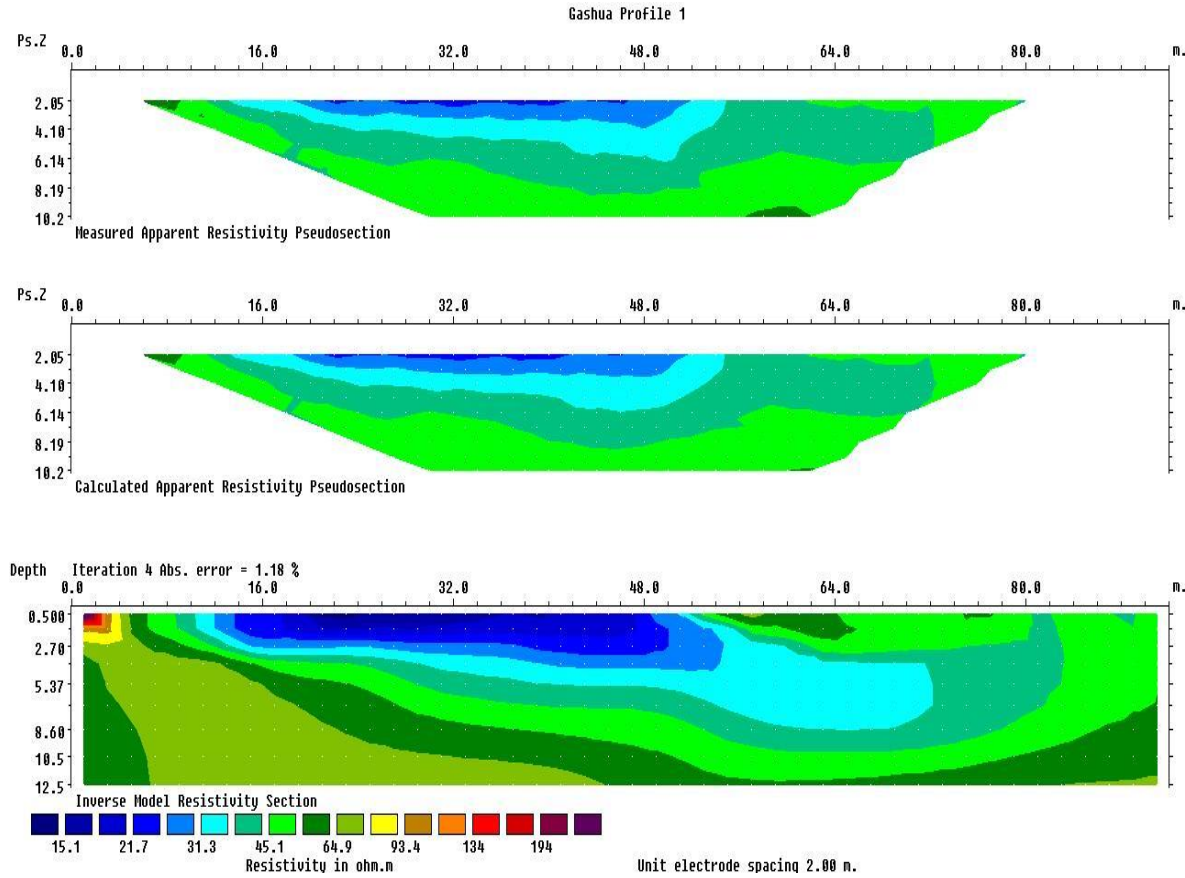 Gashua Profile 1
Ps.Z 0.0 16.0 32.0 48.0 64.0 80.0 m.
2.05
4.10
6.14
8.19
10.2
Measured Apparent Resistivity Pseudosection
Ps.Z 0.0 16.0 32.0 48.0 64.0 80.0 m.
2.05
4.10
6.14
8.19
10.2
Calculated Apparent Resistivity Pseudosection
Depth Iteration 4 Abs. error = 1.18 %
0.0 16.0 32.0 48.0 64.0 80.0 m.
0.500
2.70
5.37
8.60
10.5
12.5
Inverse Model Resistivity Section
15.1 21.7 31.3 45.1 64.9 93.4 134 194
Resistivity in ohm.m Unit electrode spacing 2.00 m.